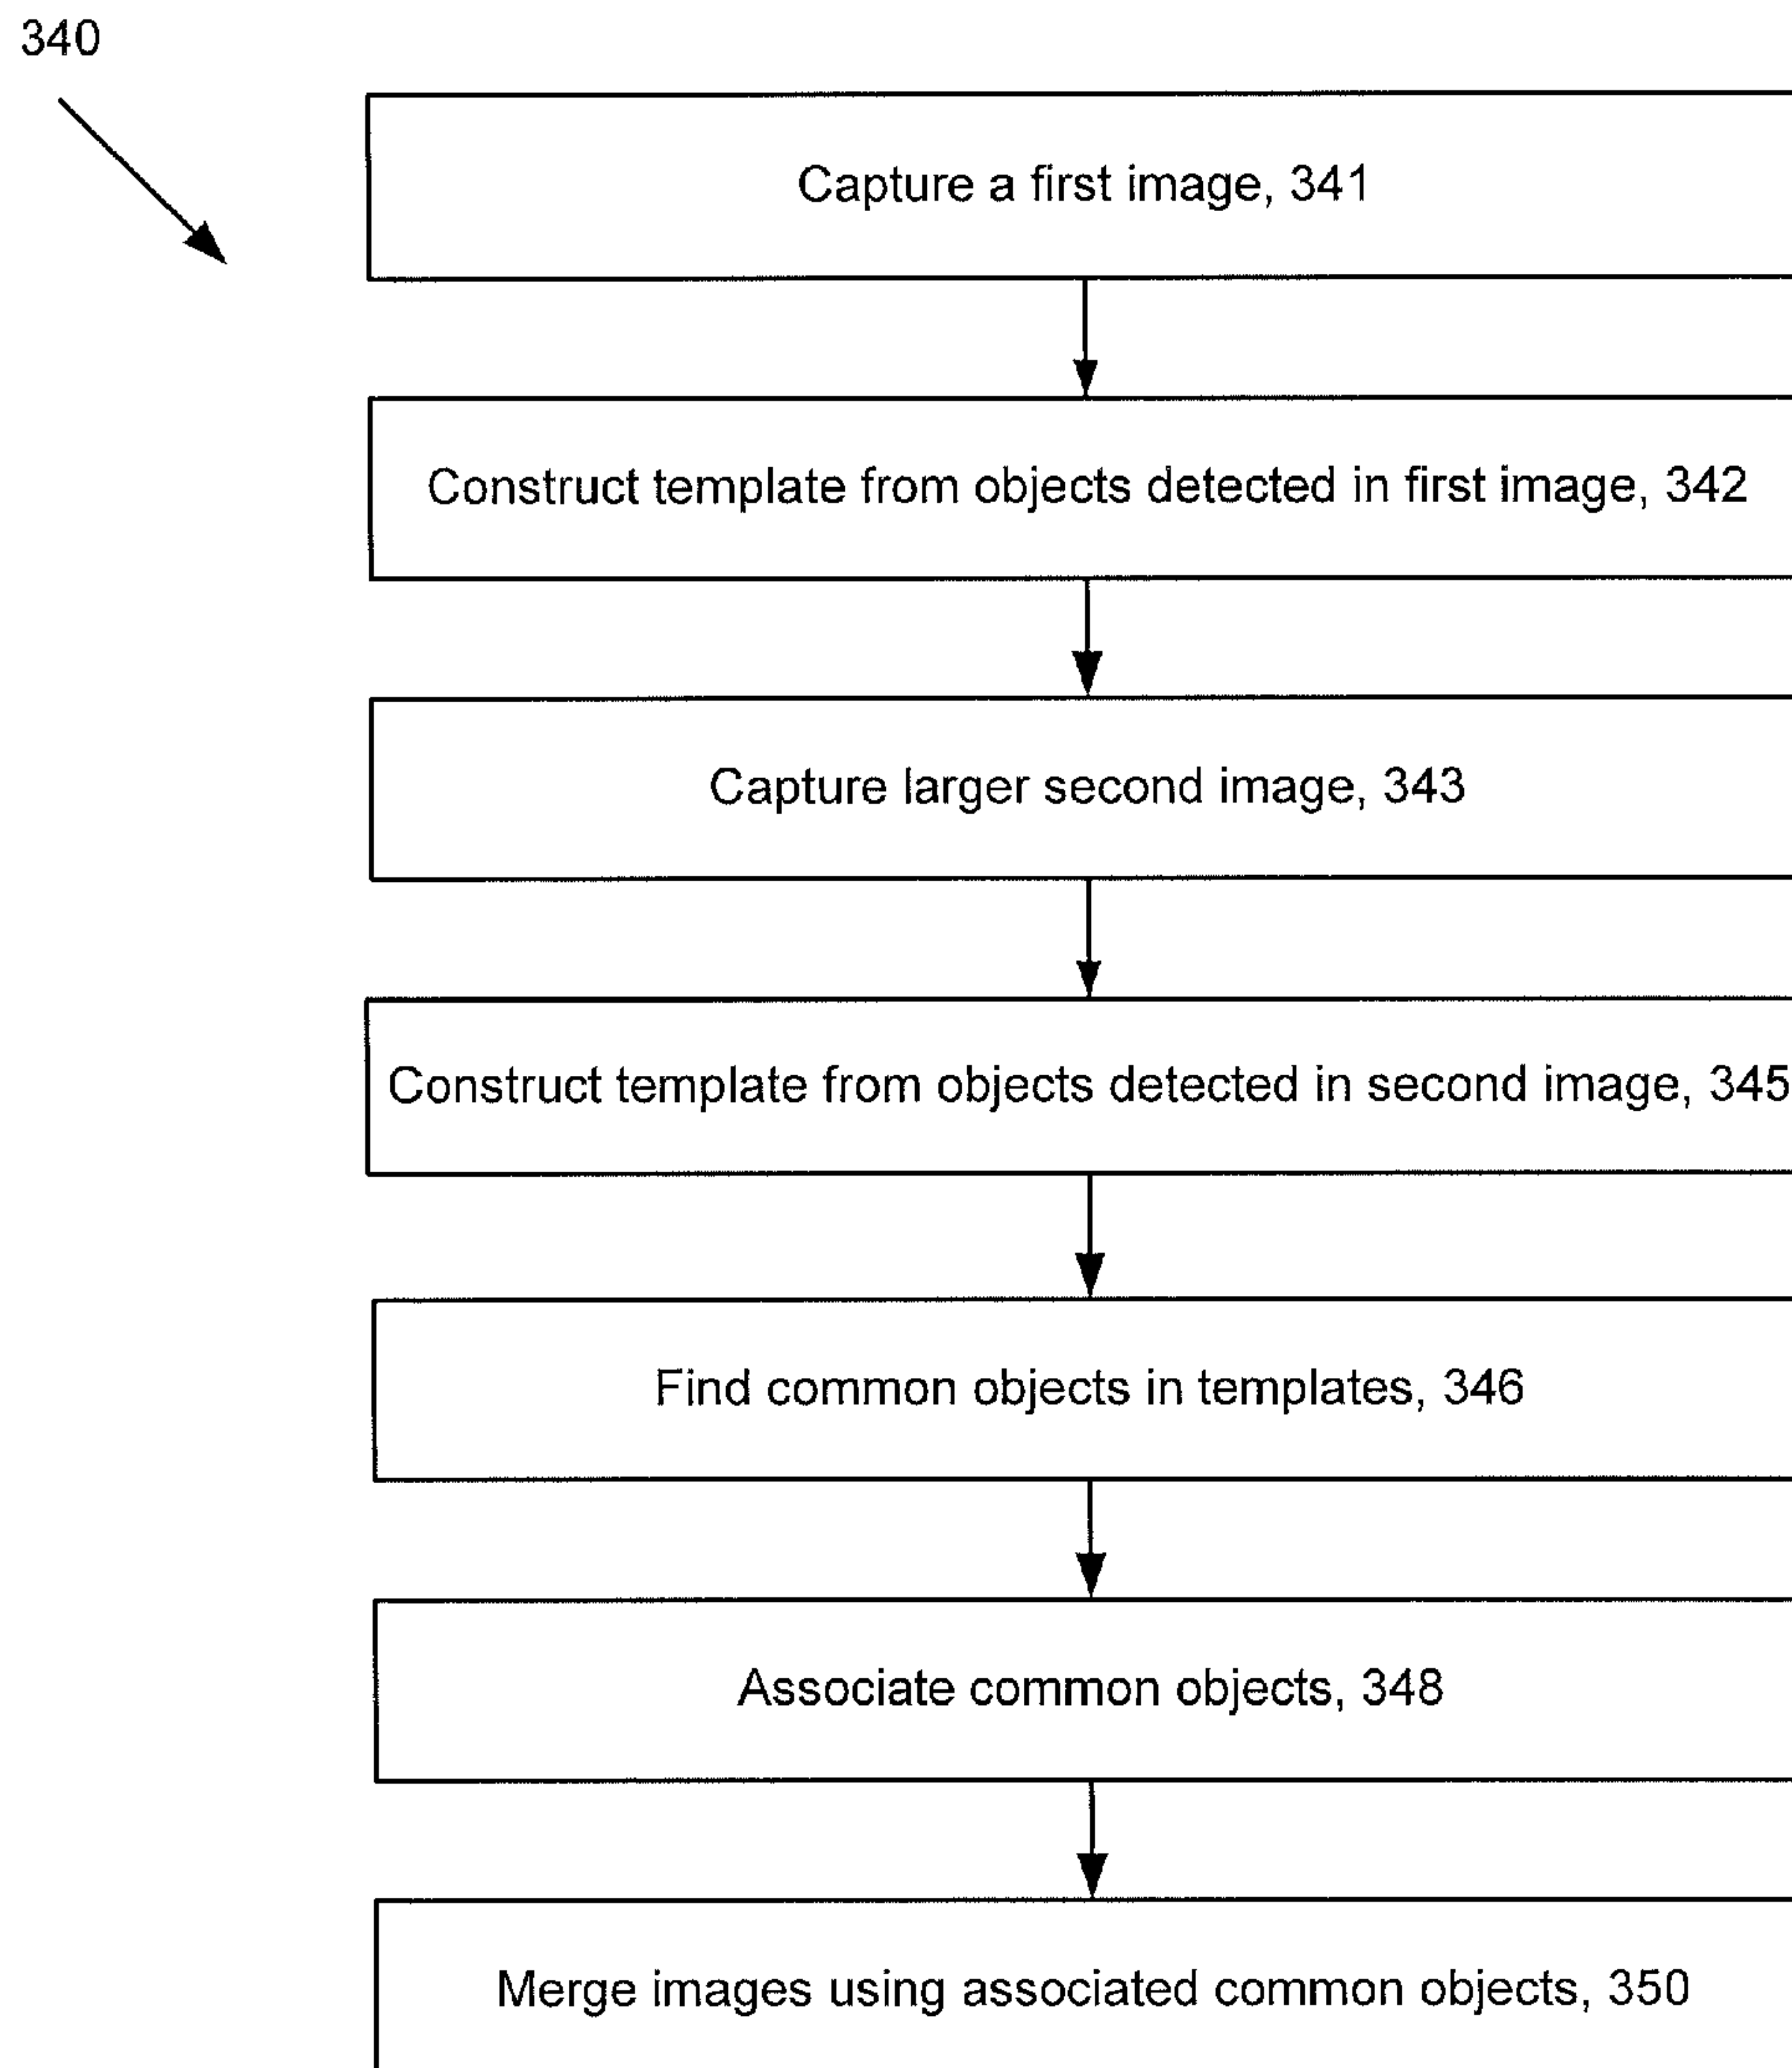 340
Capture a first image, 341
Construct template from objects detected in first image, 342
Capture larger second image, 343
Construct template from objects detected in second image, 345
Find common objects in templates, 346
Associate common objects, 348
Merge images using associated common objects, 350